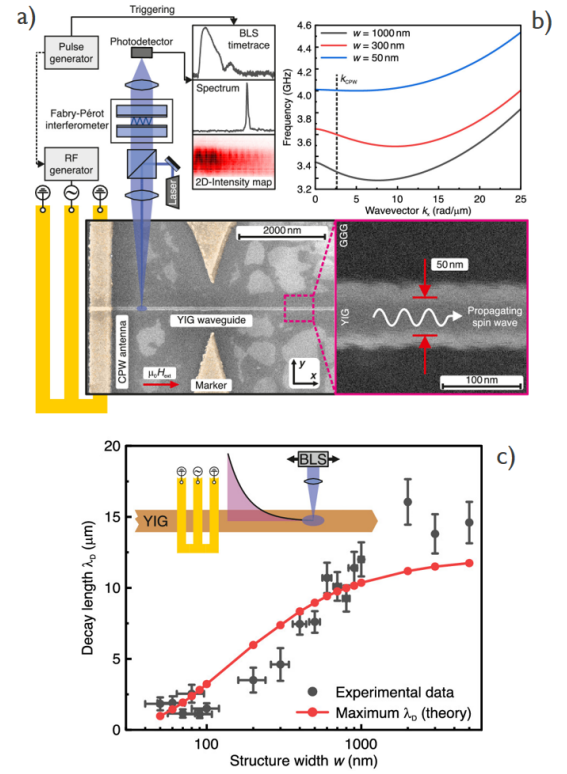 a)
Triggering
Pulse
generator
Photodetector
BLS
timetrace
Spectrum
Fabry-Pérot
interferometer
RF
generator
Laser
2D-Intensity map
b)
w = 1000 nm
w = 300 nm
w = 50 nm
k_CPW
Frequency (GHz)
4.6
4.4
4.2
4.0
3.8
3.6
3.4
3.2
0
5
10
15
20
25
Wavevector kₓ (rad/µm)
2000 nm
CPW antenna
YIG waveguide
µ₀H_ext
Marker
y
x
GGG
YIG
50 nm
Propagating
spin wave
100 nm
c)
Decay length λ_D (µm)
20
15
10
5
0
BLS
YIG
Experimental data
Maximum λ_D (theory)
100
1000
Structure width w (nm)